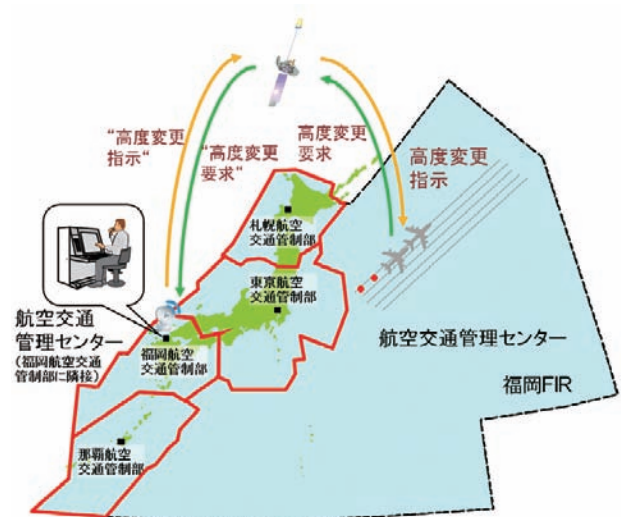 “高度変更
指示“
“高度変更
要求“
高度変更
要求
高度変更
指示
札幌航空
交通管制部
東京航空
交通管制部
航空交通
管理センター
（福岡航空交通
管制部に隣接）
福岡航空
交通管制部
航空交通管理センター
福岡FIR
那覇航空
交通管制部